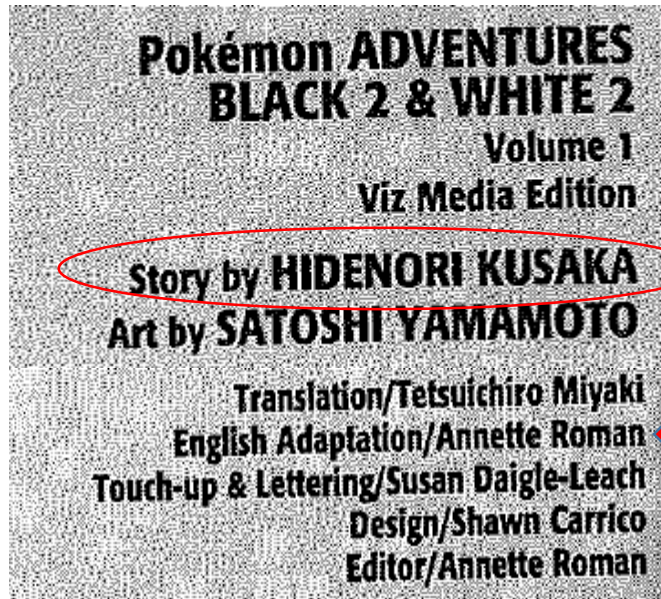 Pokémon ADVENTURES
BLACK 2 & WHITE 2
Volume 1
Viz Media Edition
Story by HIDENORI KUSAKA
Art by SATOSHI YAMAMOTO
Translation/Tetsuichiro Miyaki
English Adaptation/Annette Roman
Touch-up & Lettering/Susan Daigle-Leach
Design/Shawn Carrico
Editor/Annette Roman